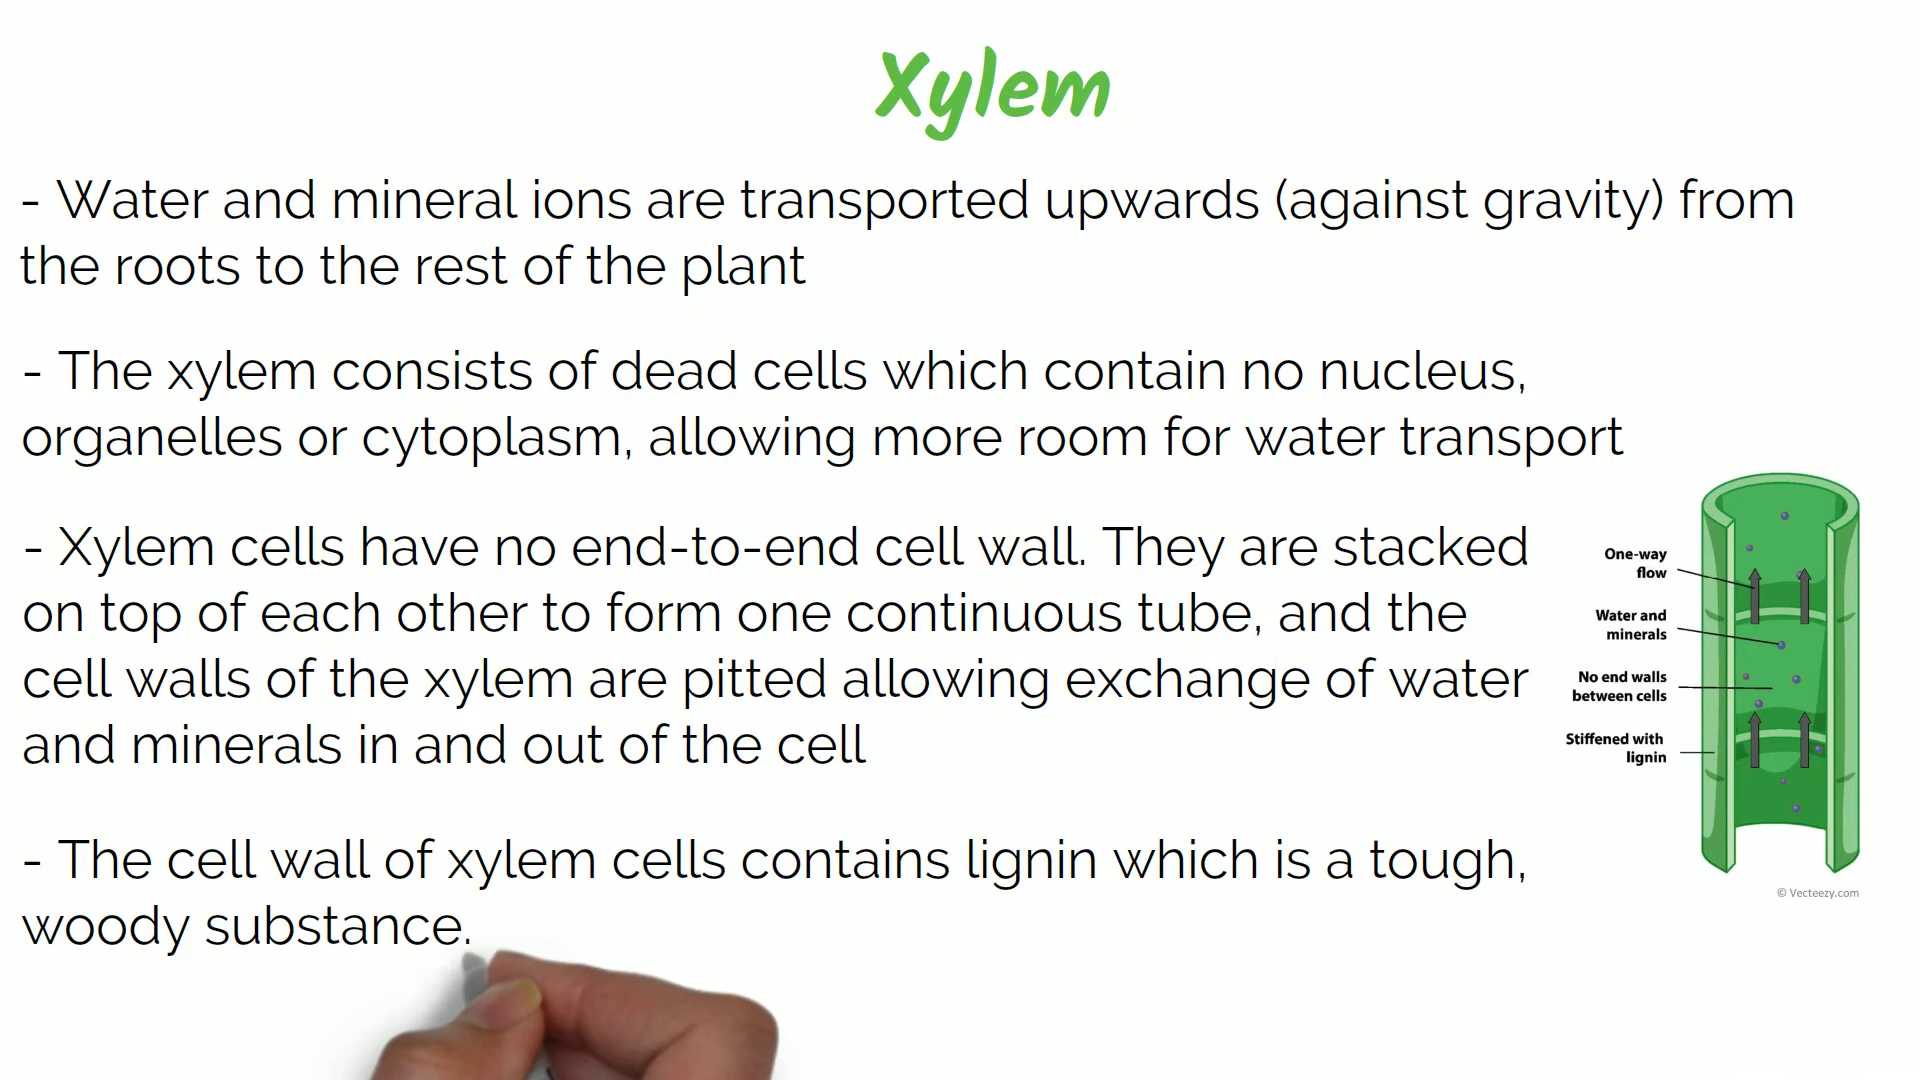 Xylem
- Water and mineral ions are transported upwards (against gravity) from
the roots to the rest of the plant
- The xylem consists of dead cells which contain no nucleus,
organelles or cytoplasm, allowing more room for water transport
- Xylem cells have no end-to-end cell wall. They are stacked
on top of each other to form one continuous tube, and the
cell walls of the xylem are pitted allowing exchange of water
and minerals in and out of the cell
- The cell wall of xylem cells contains lignin which is a tough,
woody substance.
One-way
flow
Water and
minerals
No end walls
between cells
Stiffened with
lignin
© Vecteezy.com